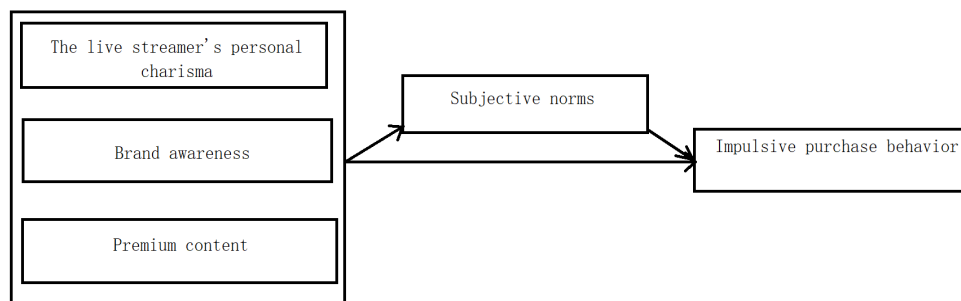 The live streamer's personal
charisma
Subjective norms
Brand awareness
Impulsive purchase behavior
Premium content